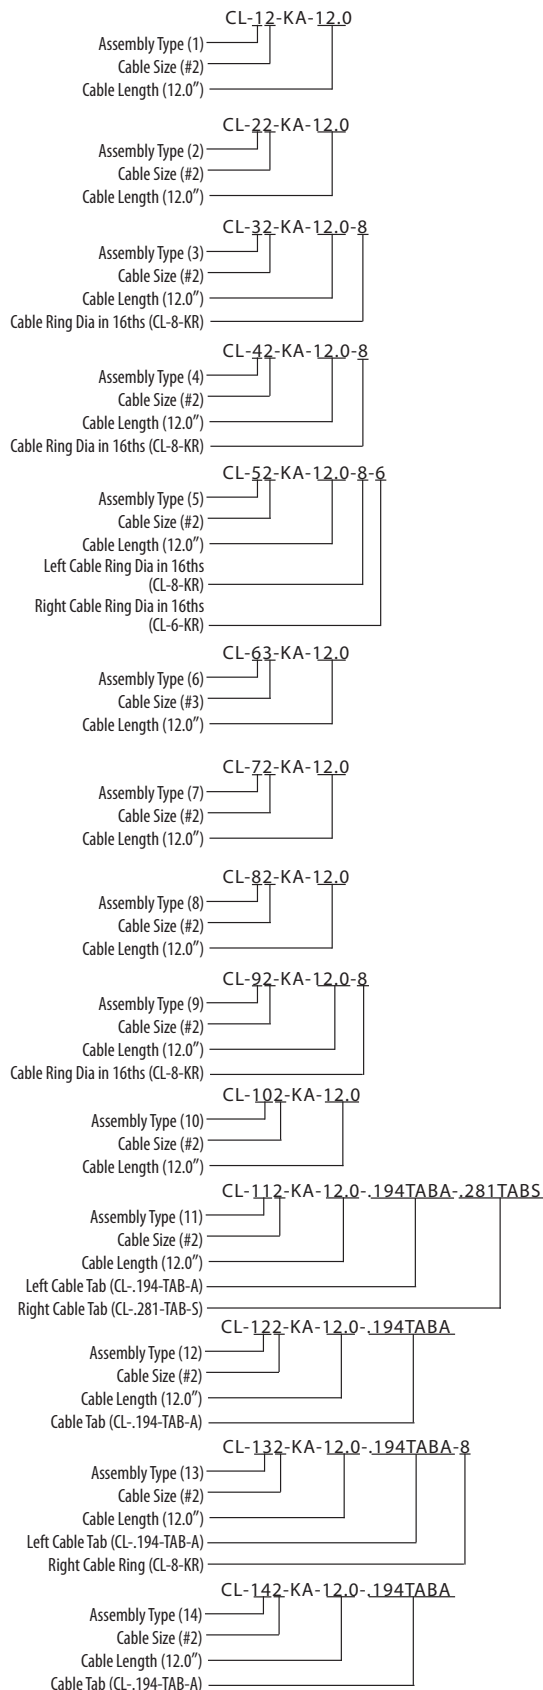 CL-12-KA-12.0
Assembly Type (1)
Cable Size (#2)
Cable Length (12.0")
CL-22-KA-12.0
Assembly Type (2)
Cable Size (#2)
Cable Length (12.0")
CL-32-KA-12.0-8
Assembly Type (3)
Cable Size (#2)
Cable Length (12.0")
Cable Ring Dia in 16ths (CL-8-KR)
CL-42-KA-12.0-8
Assembly Type (4)
Cable Size (#2)
Cable Length (12.0")
Cable Ring Dia in 16ths (CL-8-KR)
CL-52-KA-12.0-8-6
Assembly Type (5)
Cable Size (#2)
Cable Length (12.0")
Left Cable Ring Dia in 16ths
(CL-8-KR)
Right Cable Ring Dia in 16ths
(CL-6-KR)
CL-63-KA-12.0
Assembly Type (6)
Cable Size (#3)
Cable Length (12.0")
CL-72-KA-12.0
Assembly Type (7)
Cable Size (#2)
Cable Length (12.0")
CL-82-KA-12.0
Assembly Type (8)
Cable Size (#2)
Cable Length (12.0")
CL-92-KA-12.0-8
Assembly Type (9)
Cable Size (#2)
Cable Length (12.0")
Cable Ring Dia in 16ths (CL-8-KR)
CL-102-KA-12.0
Assembly Type (10)
Cable Size (#2)
Cable Length (12.0")
CL-112-KA-12.0-.194TABA-.281TABS
Assembly Type (11)
Cable Size (#2)
Cable Length (12.0")
Left Cable Tab (CL-.194-TAB-A)
Right Cable Tab (CL-.281-TAB-S)
CL-122-KA-12.0-.194TABA
Assembly Type (12)
Cable Size (#2)
Cable Length (12.0")
Cable Tab (CL-.194-TAB-A)
CL-132-KA-12.0-.194TABA-8
Assembly Type (13)
Cable Size (#2)
Cable Length (12.0")
Left Cable Tab (CL-.194-TAB-A)
Right Cable Ring (CL-8-KR)
CL-142-KA-12.0-.194TABA
Assembly Type (14)
Cable Size (#2)
Cable Length (12.0")
Cable Tab (CL-.194-TAB-A)